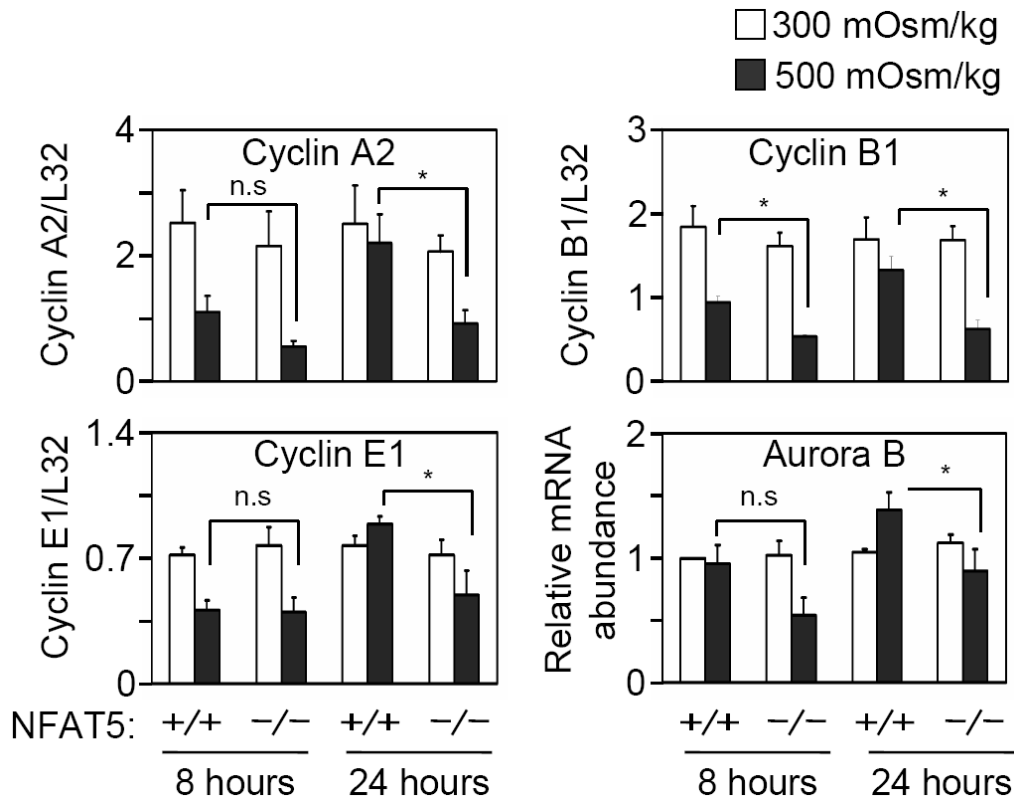 300 mOsm/kg
500 mOsm/kg
Cyclin A2/L32
4
2
0
Cyclin A2
n.s
*
Cyclin B1/L32
3
2
1
0
Cyclin B1
*
*
Cyclin E1/L32
1.4
0.7
0
Cyclin E1
n.s
*
Relative mRNA
abundance
2
1
0
Aurora B
n.s
*
NFAT5: +/+ −/− +/+ −/−
8 hours 24 hours
+/+ −/− +/+ −/−
8 hours 24 hours